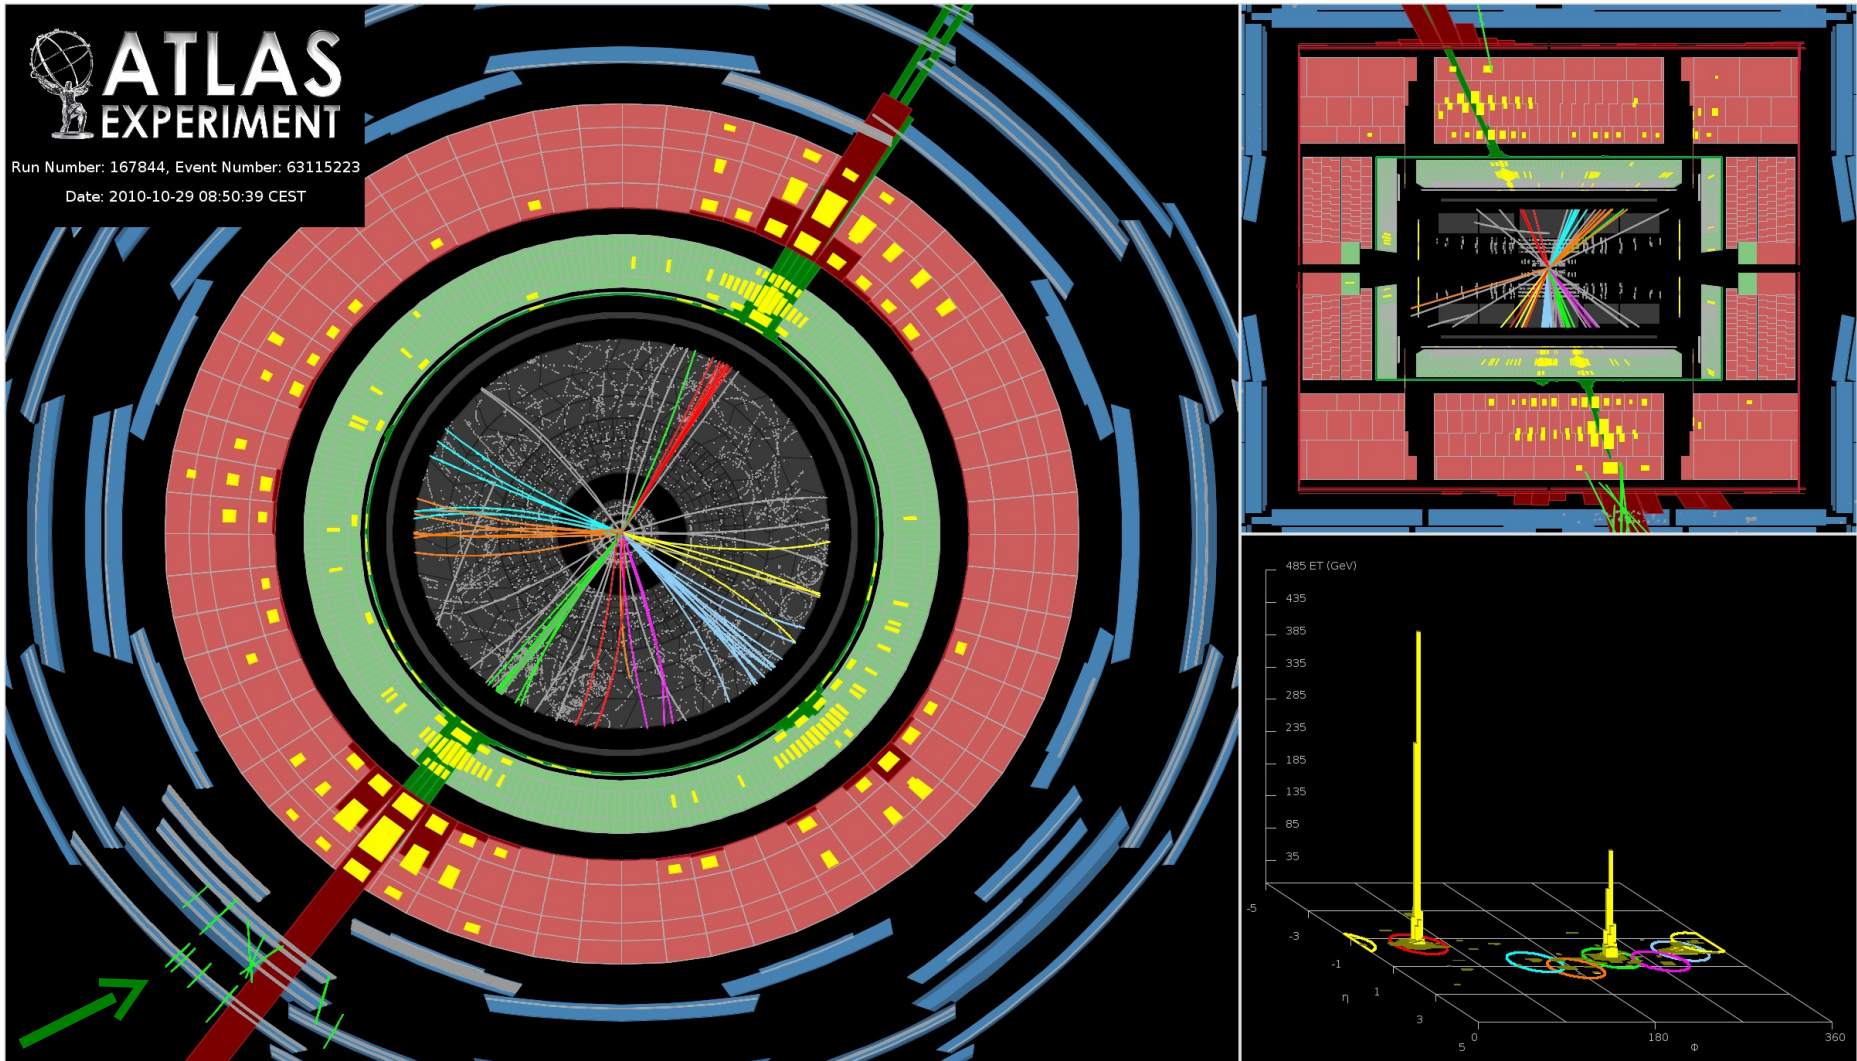 ATLAS
EXPERIMENT
Run Number: 167844, Event Number: 63115223
Date: 2010-10-29 08:50:39 CEST
485 ET (GeV)
435
385
335
285
235
185
135
85
35
-5
-3
-1
η 1
3
5
0 180 360
Φ